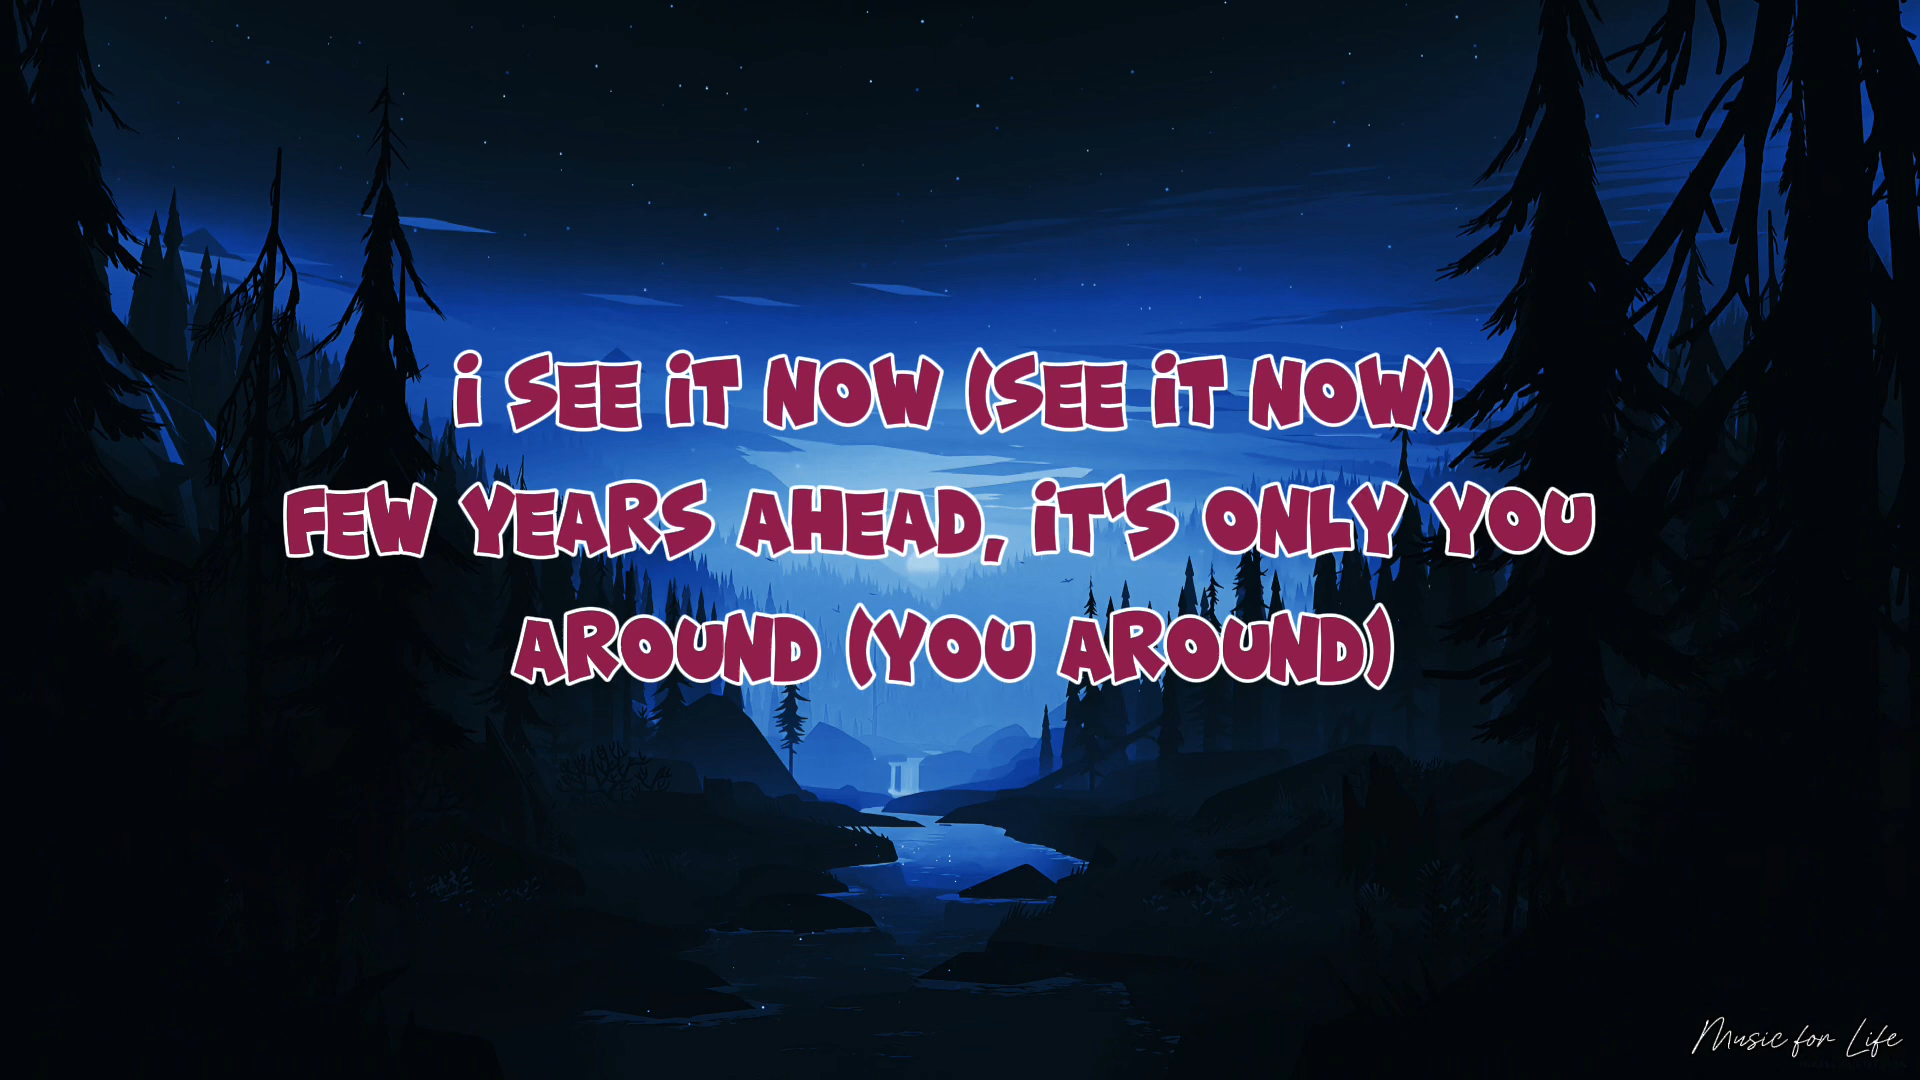 I SEE IT NOW (SEE IT NOW)
FEW YEARS AHEAD, IT'S ONLY YOU
AROUND (YOU AROUND)
Music for Life